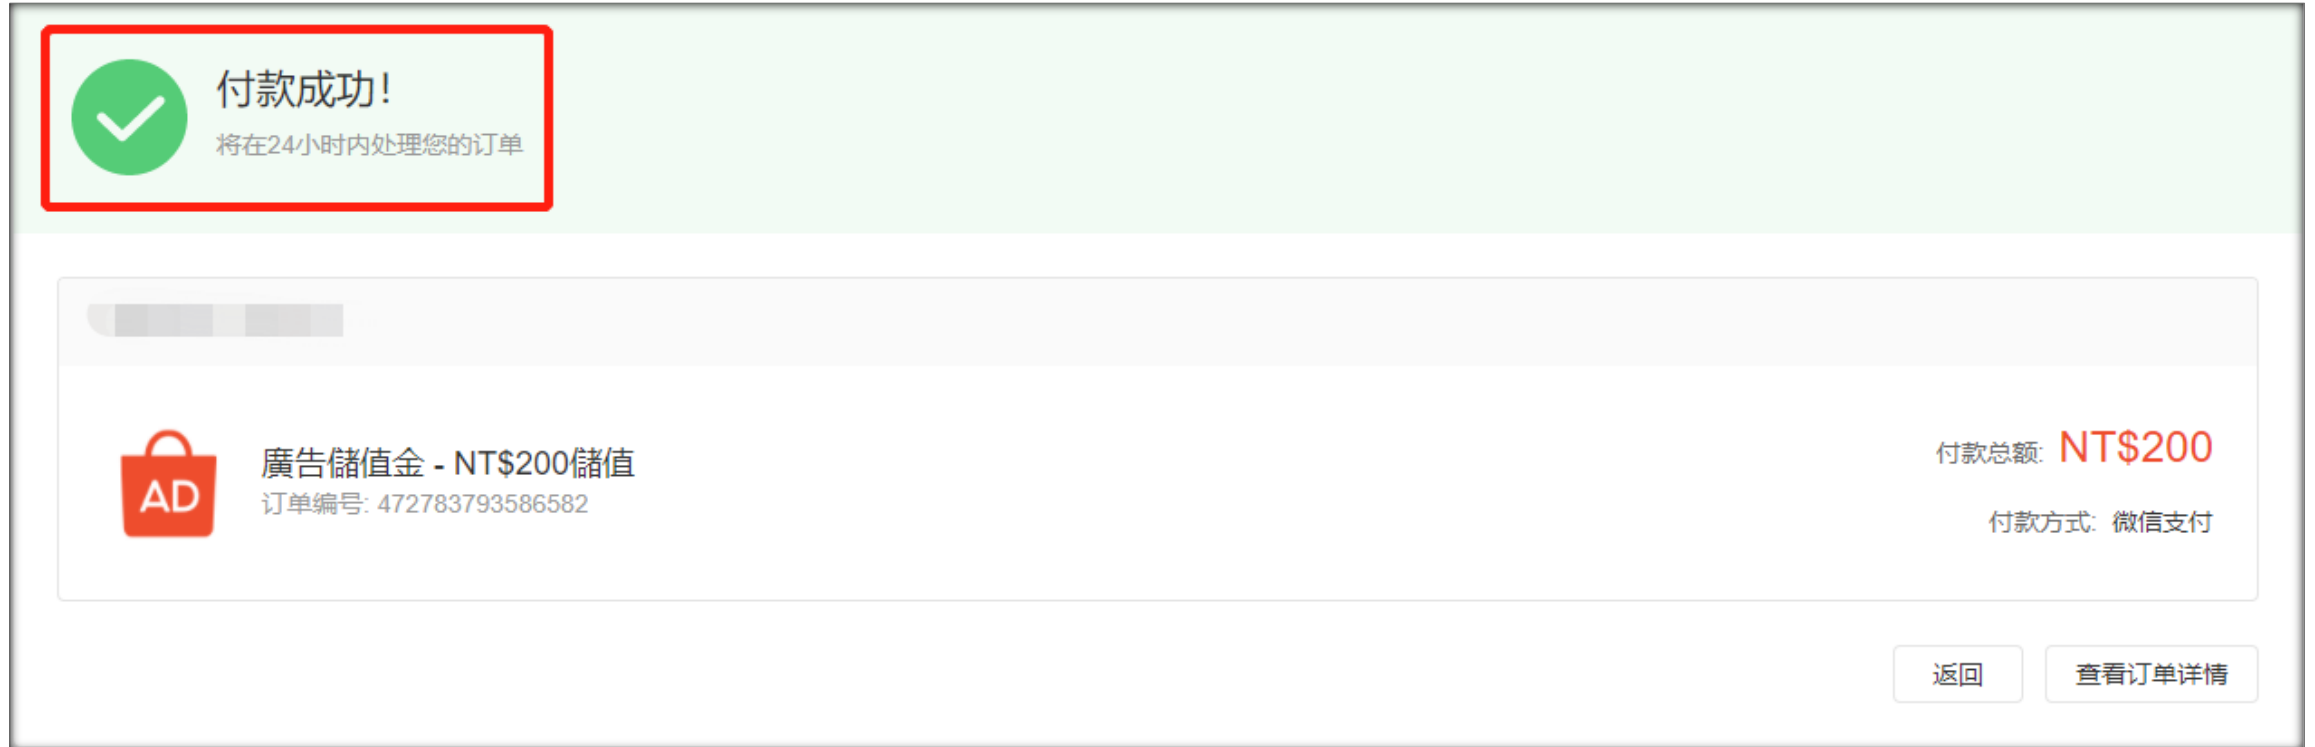 付款成功！
将在24小时内处理您的订单
AD
廣告儲值金 - NT$200儲值
订单编号: 472783793586582
付款总额: NT$200
付款方式: 微信支付
返回
查看订单详情